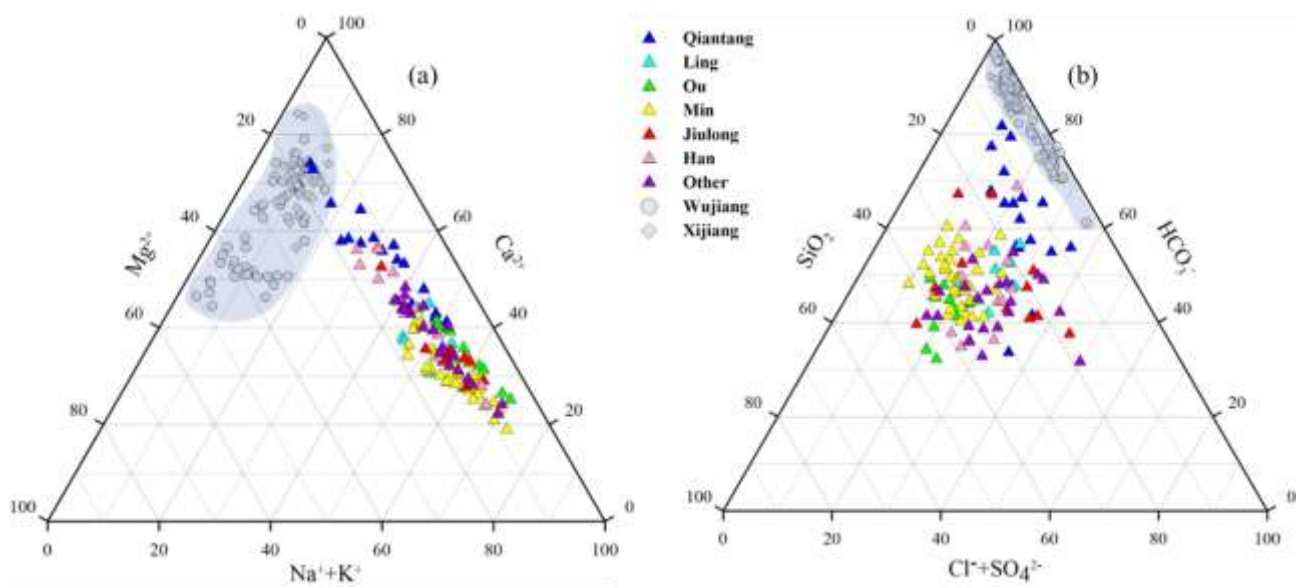 0 100
(a)
20 80
40 60
Mg²⁺ Ca²⁺
60 40
80 20
100 0
0 20 40 60 80 100
Na⁺+K⁺
Qiantang
Ling
Ou
Min
Jiulong
Han
Other
Wujiang
Xijiang
0 100
(b)
20 80
40 60
SiO₂ HCO₃⁻
60 40
80 20
100 0
0 20 40 60 80 100
Cl⁻+SO₄²⁻